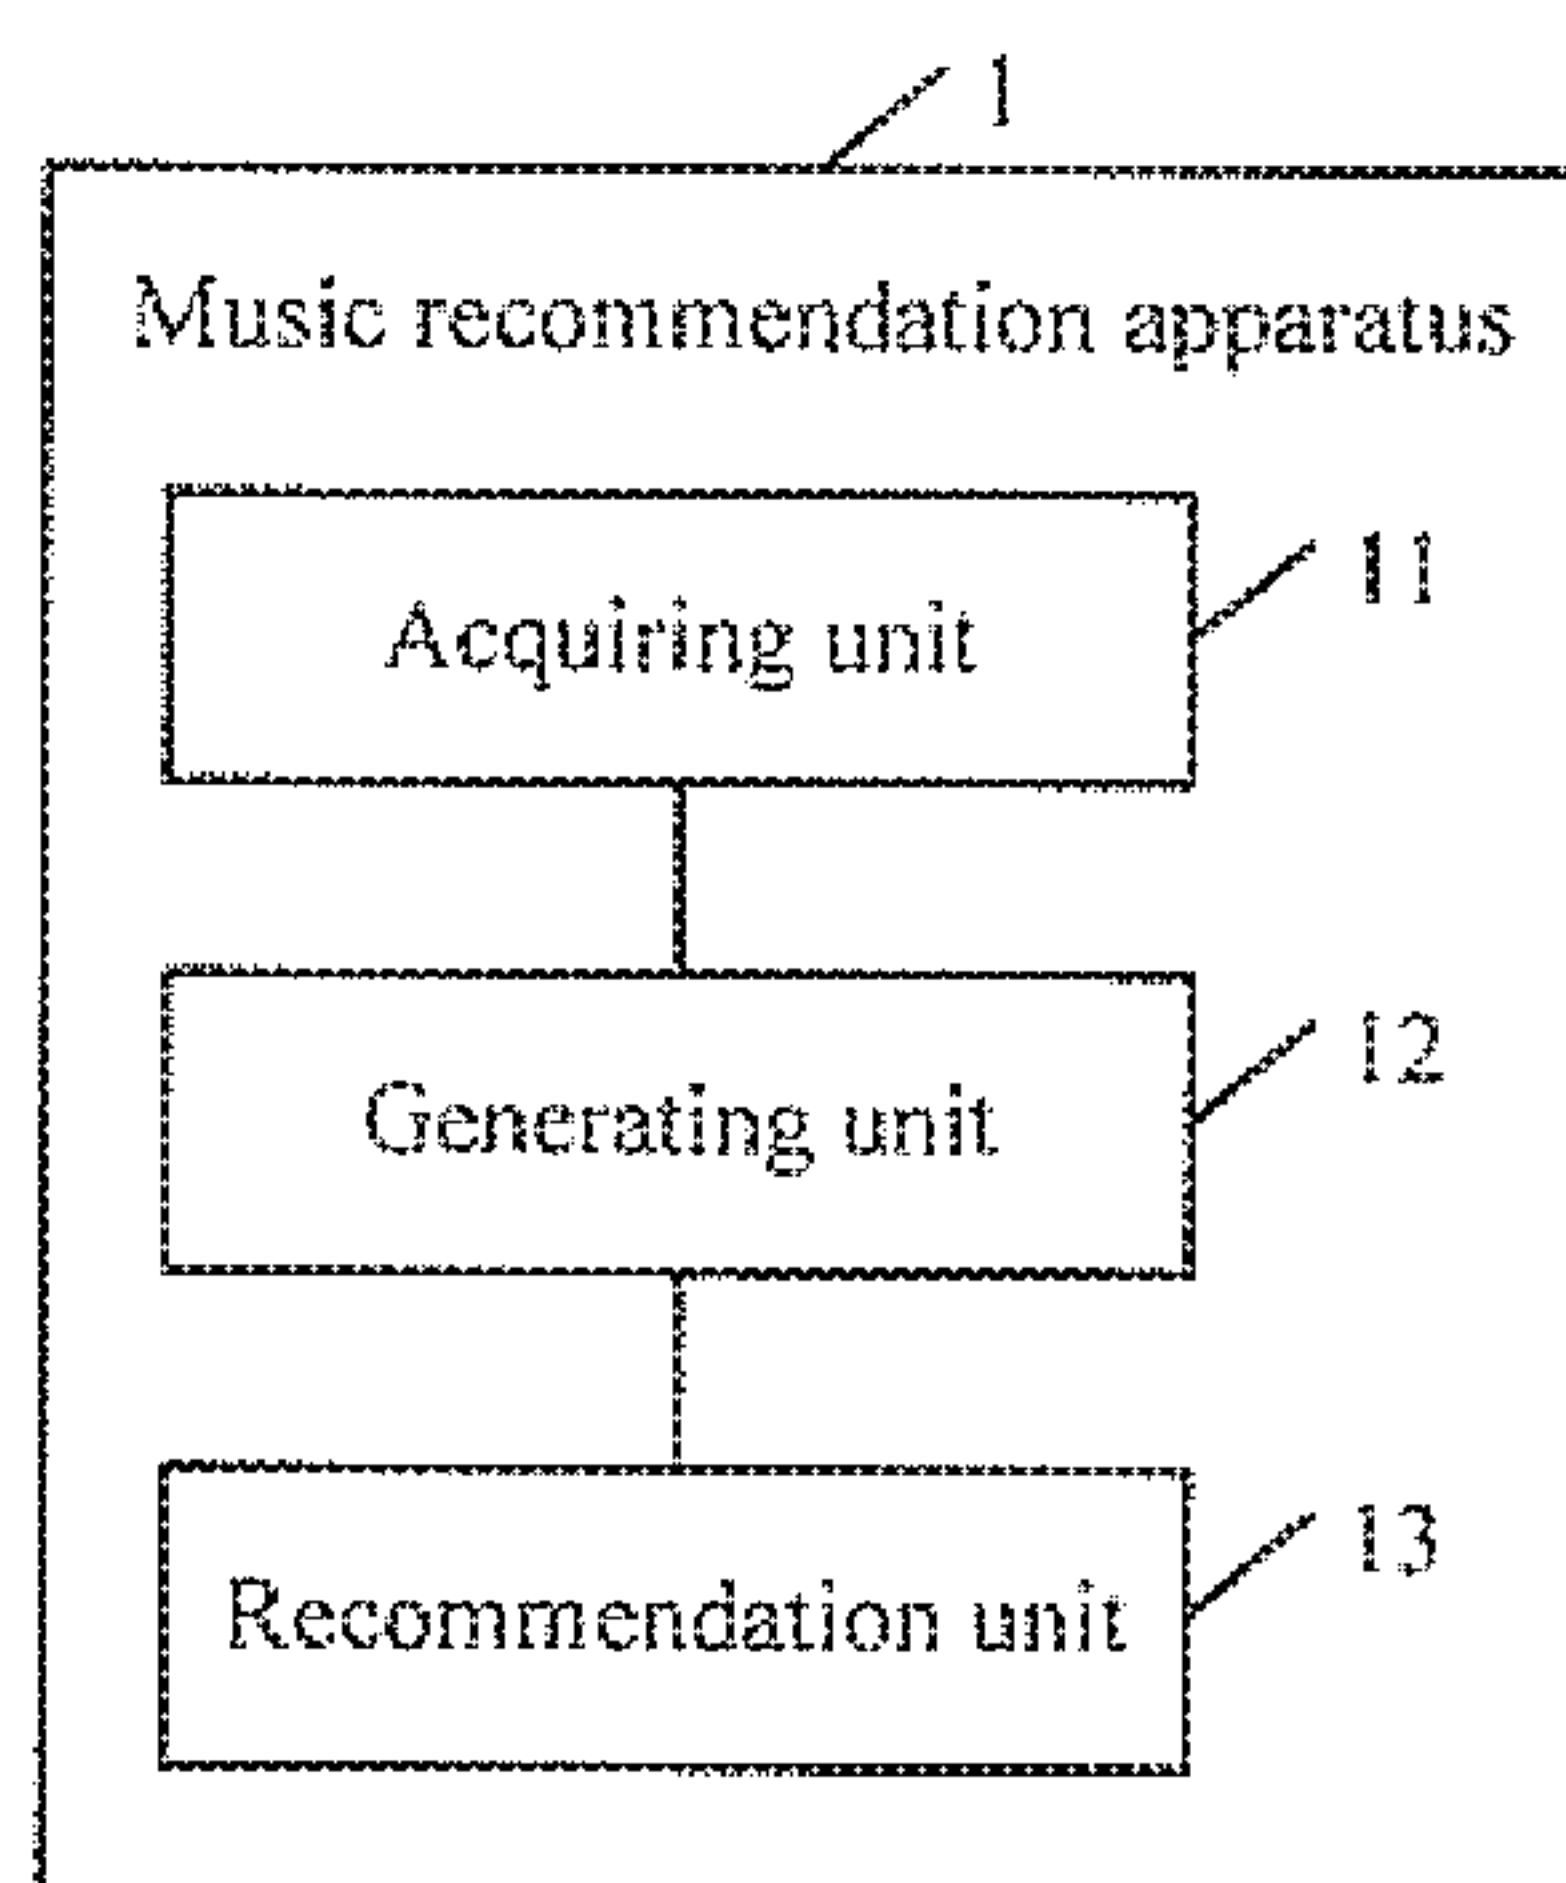 1
Music recommendation apparatus
11
Acquiring unit
12
Generating unit
13
Recommendation unit